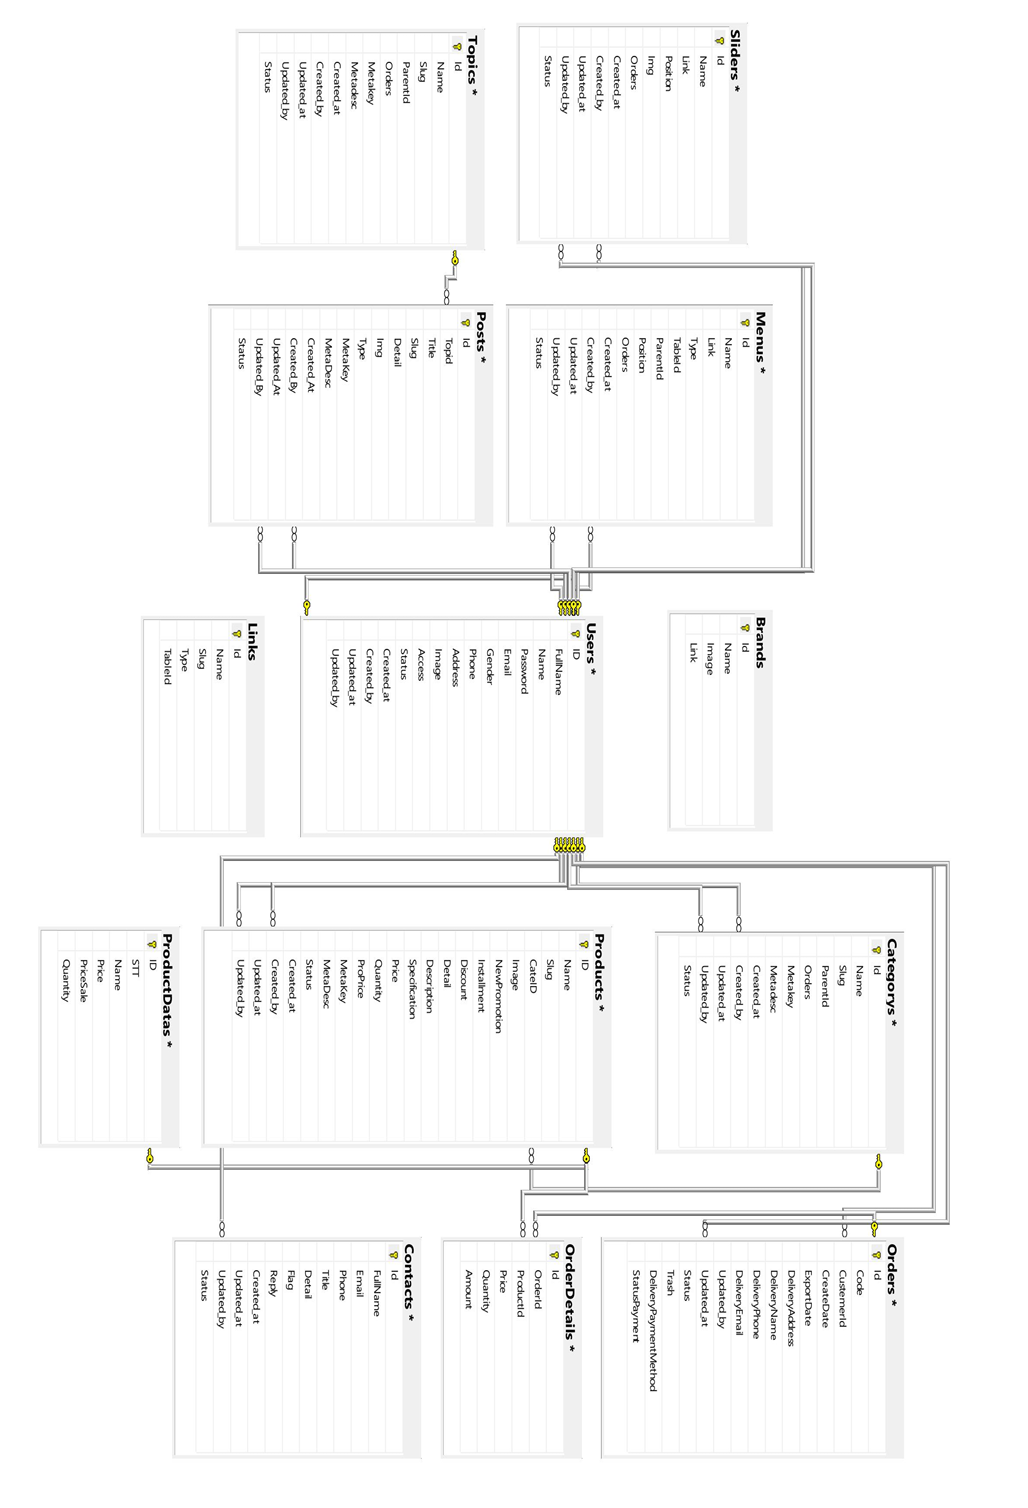 Sliders *
Id
Name
Link
Position
Img
Orders
Created_at
Created_by
Updated_at
Updated_by
Status
Topics *
Id
Name
Slug
ParentId
Orders
Metakey
Metadesc
Created_at
Created_by
Updated_at
Updated_by
Status
Menus *
Id
Name
Link
Type
TableId
ParentId
Position
Orders
Created_at
Created_by
Updated_at
Updated_by
Status
Posts *
Id
Topid
Title
Slug
Detail
Img
Type
MetaKey
MetaDesc
Created_At
Created_By
Updated_At
Updated_By
Status
Brands
Id
Name
Image
Link
Users *
ID
FullName
Name
Password
Email
Gender
Phone
Address
Image
Access
Status
Created_at
Created_by
Updated_at
Updated_by
Links
Id
Name
Slug
Type
TableId
Categorys *
Id
Name
Slug
ParentId
Orders
Metakey
Metadesc
Created_at
Created_by
Updated_at
Updated_by
Status
Products *
ID
Name
Slug
CateID
Image
NewPromotion
Installment
Discount
Detail
Description
Specification
Price
Quantity
ProPrice
MetaKey
MetaDesc
Status
Created_at
Created_by
Updated_at
Updated_by
ProductDatas *
ID
STT
Name
Price
PriceSale
Quantity
Orders *
Id
Code
CustemerId
CreateDate
ExportDate
DeliveryAddress
DeliveryName
DeliveryPhone
DeliveryEmail
Updated_by
Updated_at
Status
Trash
DeliveryPaymentMethod
StatusPayment
OrderDetails *
Id
OrderId
ProductId
Price
Quantity
Amount
Contacts *
Id
FullName
Email
Phone
Title
Detail
Flag
Reply
Created_at
Updated_at
Updated_by
Status